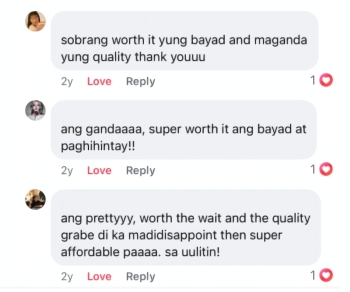 sobrang worth it yung bayad and maganda
yung quality thank youuu
2y Love Reply 1
ang gandaaaa, super worth it ang bayad at
paghihintay!!
2y Love Reply 1
ang prettyyy, worth the wait and the quality
grabe di ka madidisappoint then super
affordable paaaa. sa uulitin!
2y Love Reply 1